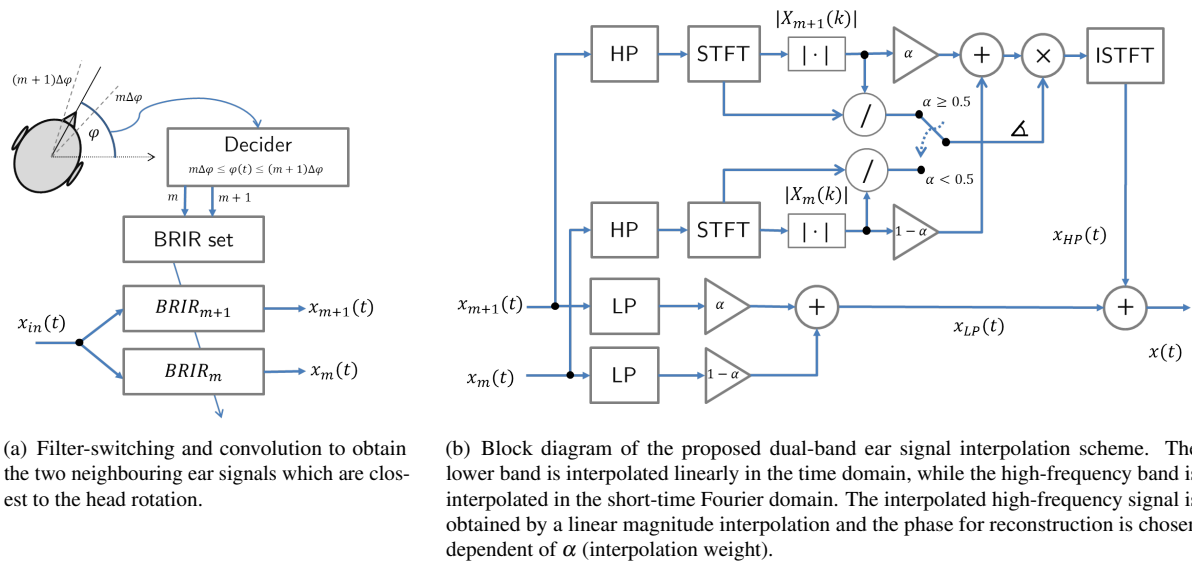 (m + 1)Δφ
mΔφ
φ
Decider
mΔφ ≤ φ(t) ≤ (m + 1)Δφ
m
m + 1
BRIR set
x_in(t)
BRIR_{m+1}
x_{m+1}(t)
BRIR_m
x_m(t)
(a) Filter-switching and convolution to obtain
the two neighbouring ear signals which are clos-
est to the head rotation.
|X_{m+1}(k)|
HP
STFT
| · |
α
+
×
ISTFT
/
α ≥ 0.5
∡
/
α < 0.5
|X_m(k)|
HP
STFT
| · |
1 − α
x_HP(t)
x_{m+1}(t)
LP
α
+
x_LP(t)
+
x(t)
x_m(t)
LP
1 − α
(b) Block diagram of the proposed dual-band ear signal interpolation scheme. The
lower band is interpolated linearly in the time domain, while the high-frequency band is
interpolated in the short-time Fourier domain. The interpolated high-frequency signal is
obtained by a linear magnitude interpolation and the phase for reconstruction is chosen
dependent of α (interpolation weight).